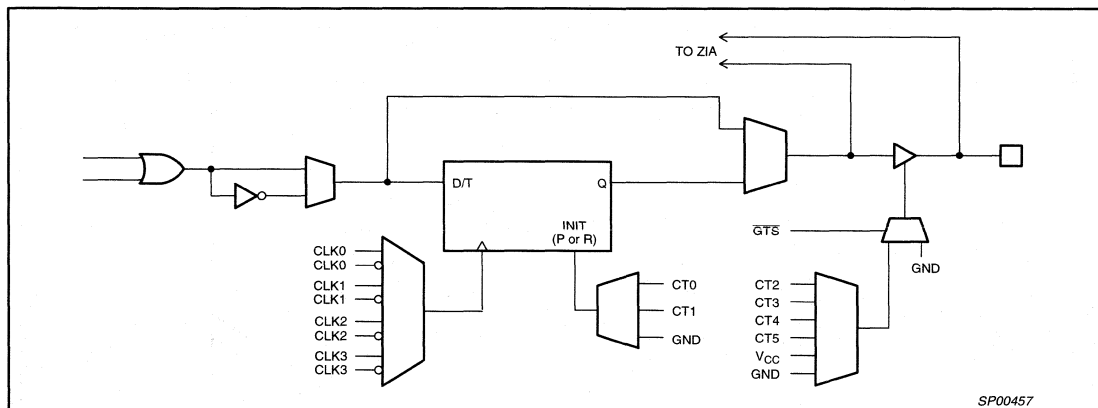 TO ZIA
D/T
Q
INIT
(P or R)
GTS
GND
CLK0
CLK0
CLK1
CLK1
CLK2
CLK2
CLK3
CLK3
CT0
CT1
GND
CT2
CT3
CT4
CT5
VCC
GND
SP00457